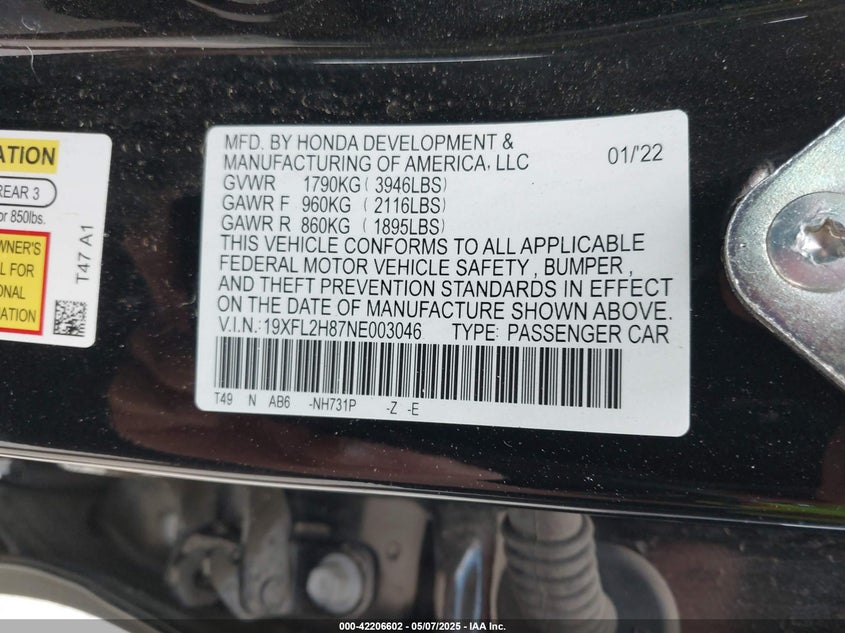 ATION
REAR 3
or 850lbs.
OWNER'S
L FOR
ONAL
ATION
T47 A1
MFD. BY HONDA DEVELOPMENT &
MANUFACTURING OF AMERICA, LLC 01/'22
GVWR 1790KG ( 3946LBS)
GAWR F 960KG ( 2116LBS)
GAWR R 860KG ( 1895LBS)
THIS VEHICLE CONFORMS TO ALL APPLICABLE
FEDERAL MOTOR VEHICLE SAFETY , BUMPER ,
AND THEFT PREVENTION STANDARDS IN EFFECT
ON THE DATE OF MANUFACTURE SHOWN ABOVE.
V.I.N.:19XFL2H87NE003046 TYPE: PASSENGER CAR
T49 N AB6 -NH731P -Z -E
000-42206602 - 05/07/2025 - IAA Holdings, LLC.